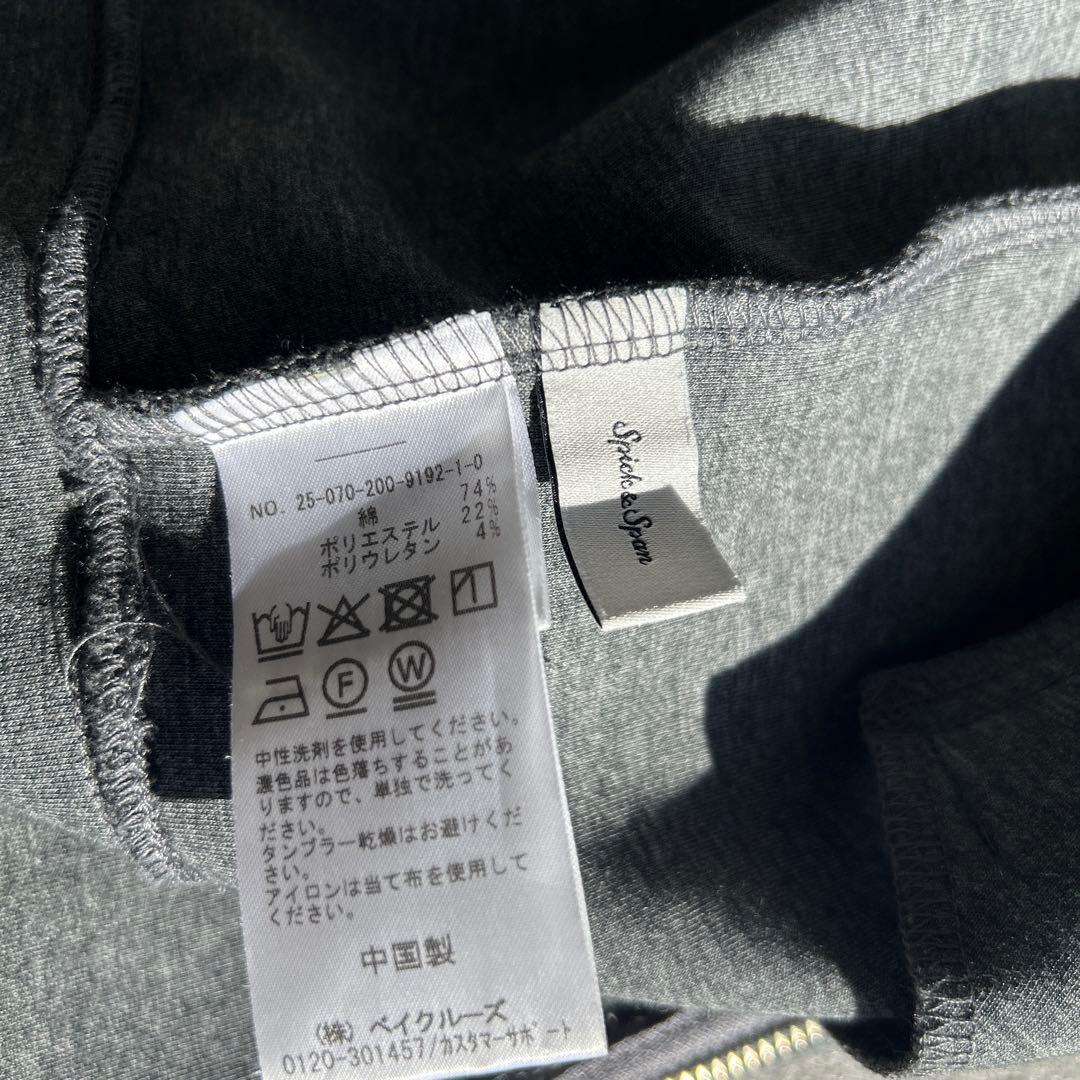 NO. 25-070-200-9192-1-0
綿 74%
ポリエステル 22%
ポリウレタン 4%
F W
中性洗剤を使用してください。
濃色品は色落ちすることがあ
りますので、単独で洗ってく
ださい。
タンブラー乾燥はお避けくだ
さい。
アイロンは当て布を使用して
ください。
中国製
(株) ベイクルーズ
0120-301457/カスタマーサポート
Spick&Span